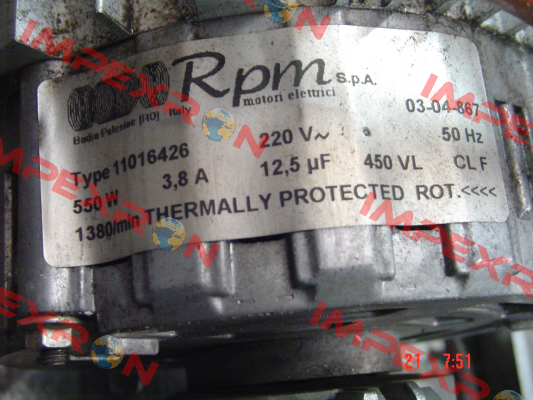 Rpm S.p.A.
motori elettrici
Badia Polesine (RO) - Italy
03-04-867
Type 11016426
220 V~
50 Hz
550 W
3,8 A
12,5 µF
450 VL
CL F
1380/min THERMALLY PROTECTED ROT.<<<<
21 7:51
IMPEXRON